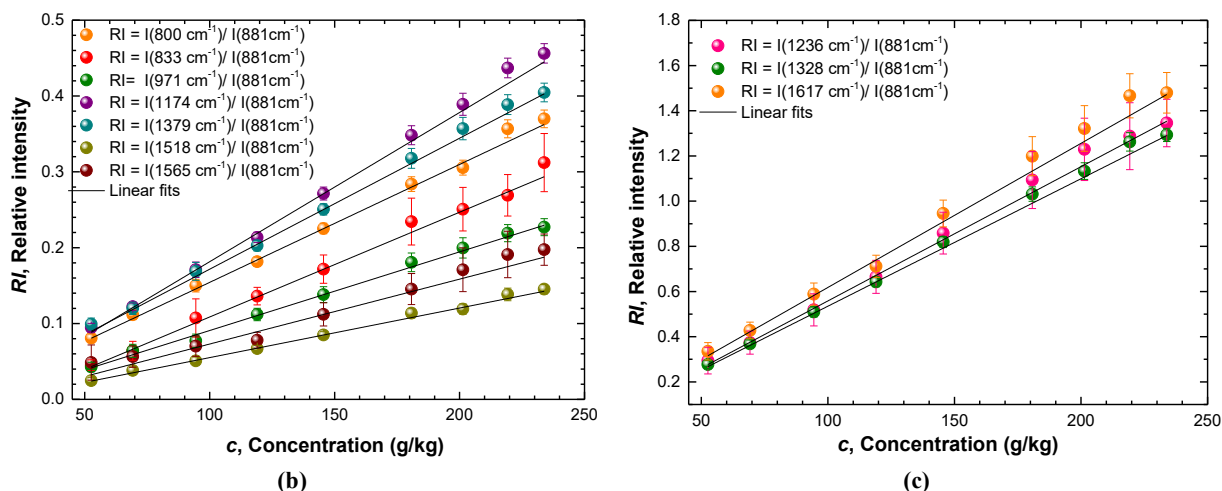 0.5
0.4
0.3
0.2
0.1
0.0
RI, Relative intensity
RI = I(800 cm⁻¹)/ I(881cm⁻¹)
RI = I(833 cm⁻¹)/ I(881cm⁻¹)
RI= I(971 cm⁻¹)/ I(881cm⁻¹)
RI = I(1174 cm⁻¹)/ I(881cm⁻¹)
RI = I(1379 cm⁻¹)/ I(881cm⁻¹)
RI = I(1518 cm⁻¹)/ I(881cm⁻¹)
RI = I(1565 cm⁻¹)/ I(881cm⁻¹)
Linear fits
50 100 150 200 250
c, Concentration (g/kg)
(b)
1.8
1.6
1.4
1.2
1.0
0.8
0.6
0.4
0.2
RI, Relative intensity
RI = I(1236 cm⁻¹)/ I(881cm⁻¹)
RI = I(1328 cm⁻¹)/ I(881cm⁻¹)
RI = I(1617 cm⁻¹)/ I(881cm⁻¹)
Linear fits
50 100 150 200 250
c, Concentration (g/kg)
(c)